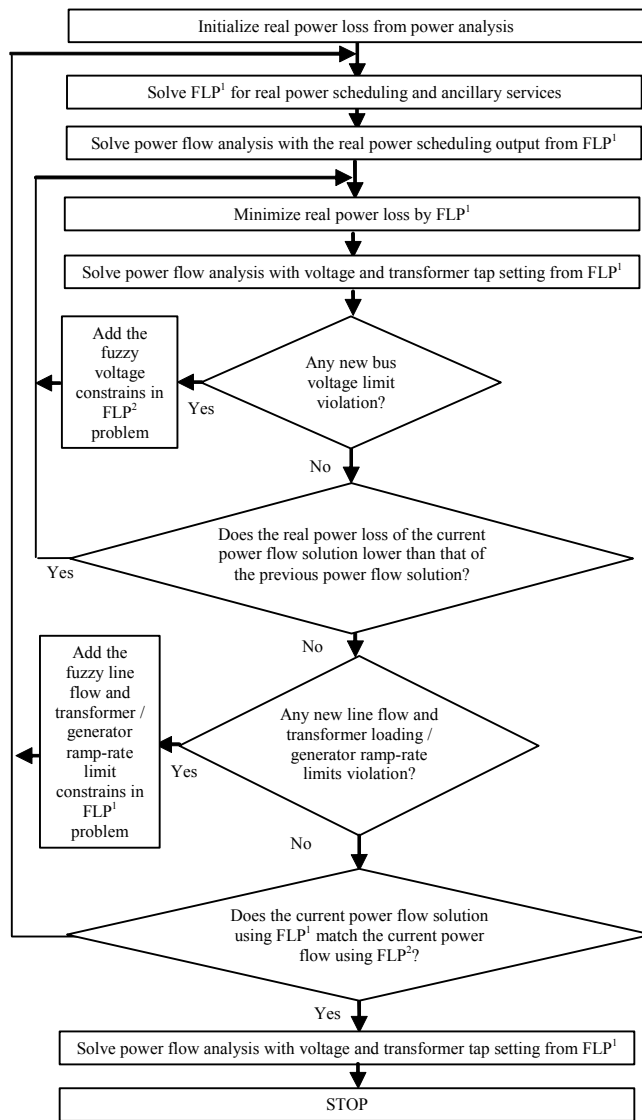 Initialize real power loss from power analysis
Solve FLP¹ for real power scheduling and ancillary services
Solve power flow analysis with the real power scheduling output from FLP¹
Minimize real power loss by FLP¹
Solve power flow analysis with voltage and transformer tap setting from FLP¹
Add the
fuzzy
voltage
constrains in
FLP²
problem
Yes
Any new bus
voltage limit
violation?
No
Does the real power loss of the current
power flow solution lower than that of
the previous power flow solution?
Yes
No
Add the
fuzzy line
flow and
transformer /
generator
ramp-rate
limit
constrains in
FLP¹
problem
Yes
Any new line flow and
transformer loading /
generator ramp-rate
limits violation?
No
Does the current power flow solution
using FLP¹ match the current power
flow using FLP²?
Yes
Solve power flow analysis with voltage and transformer tap setting from FLP¹
STOP